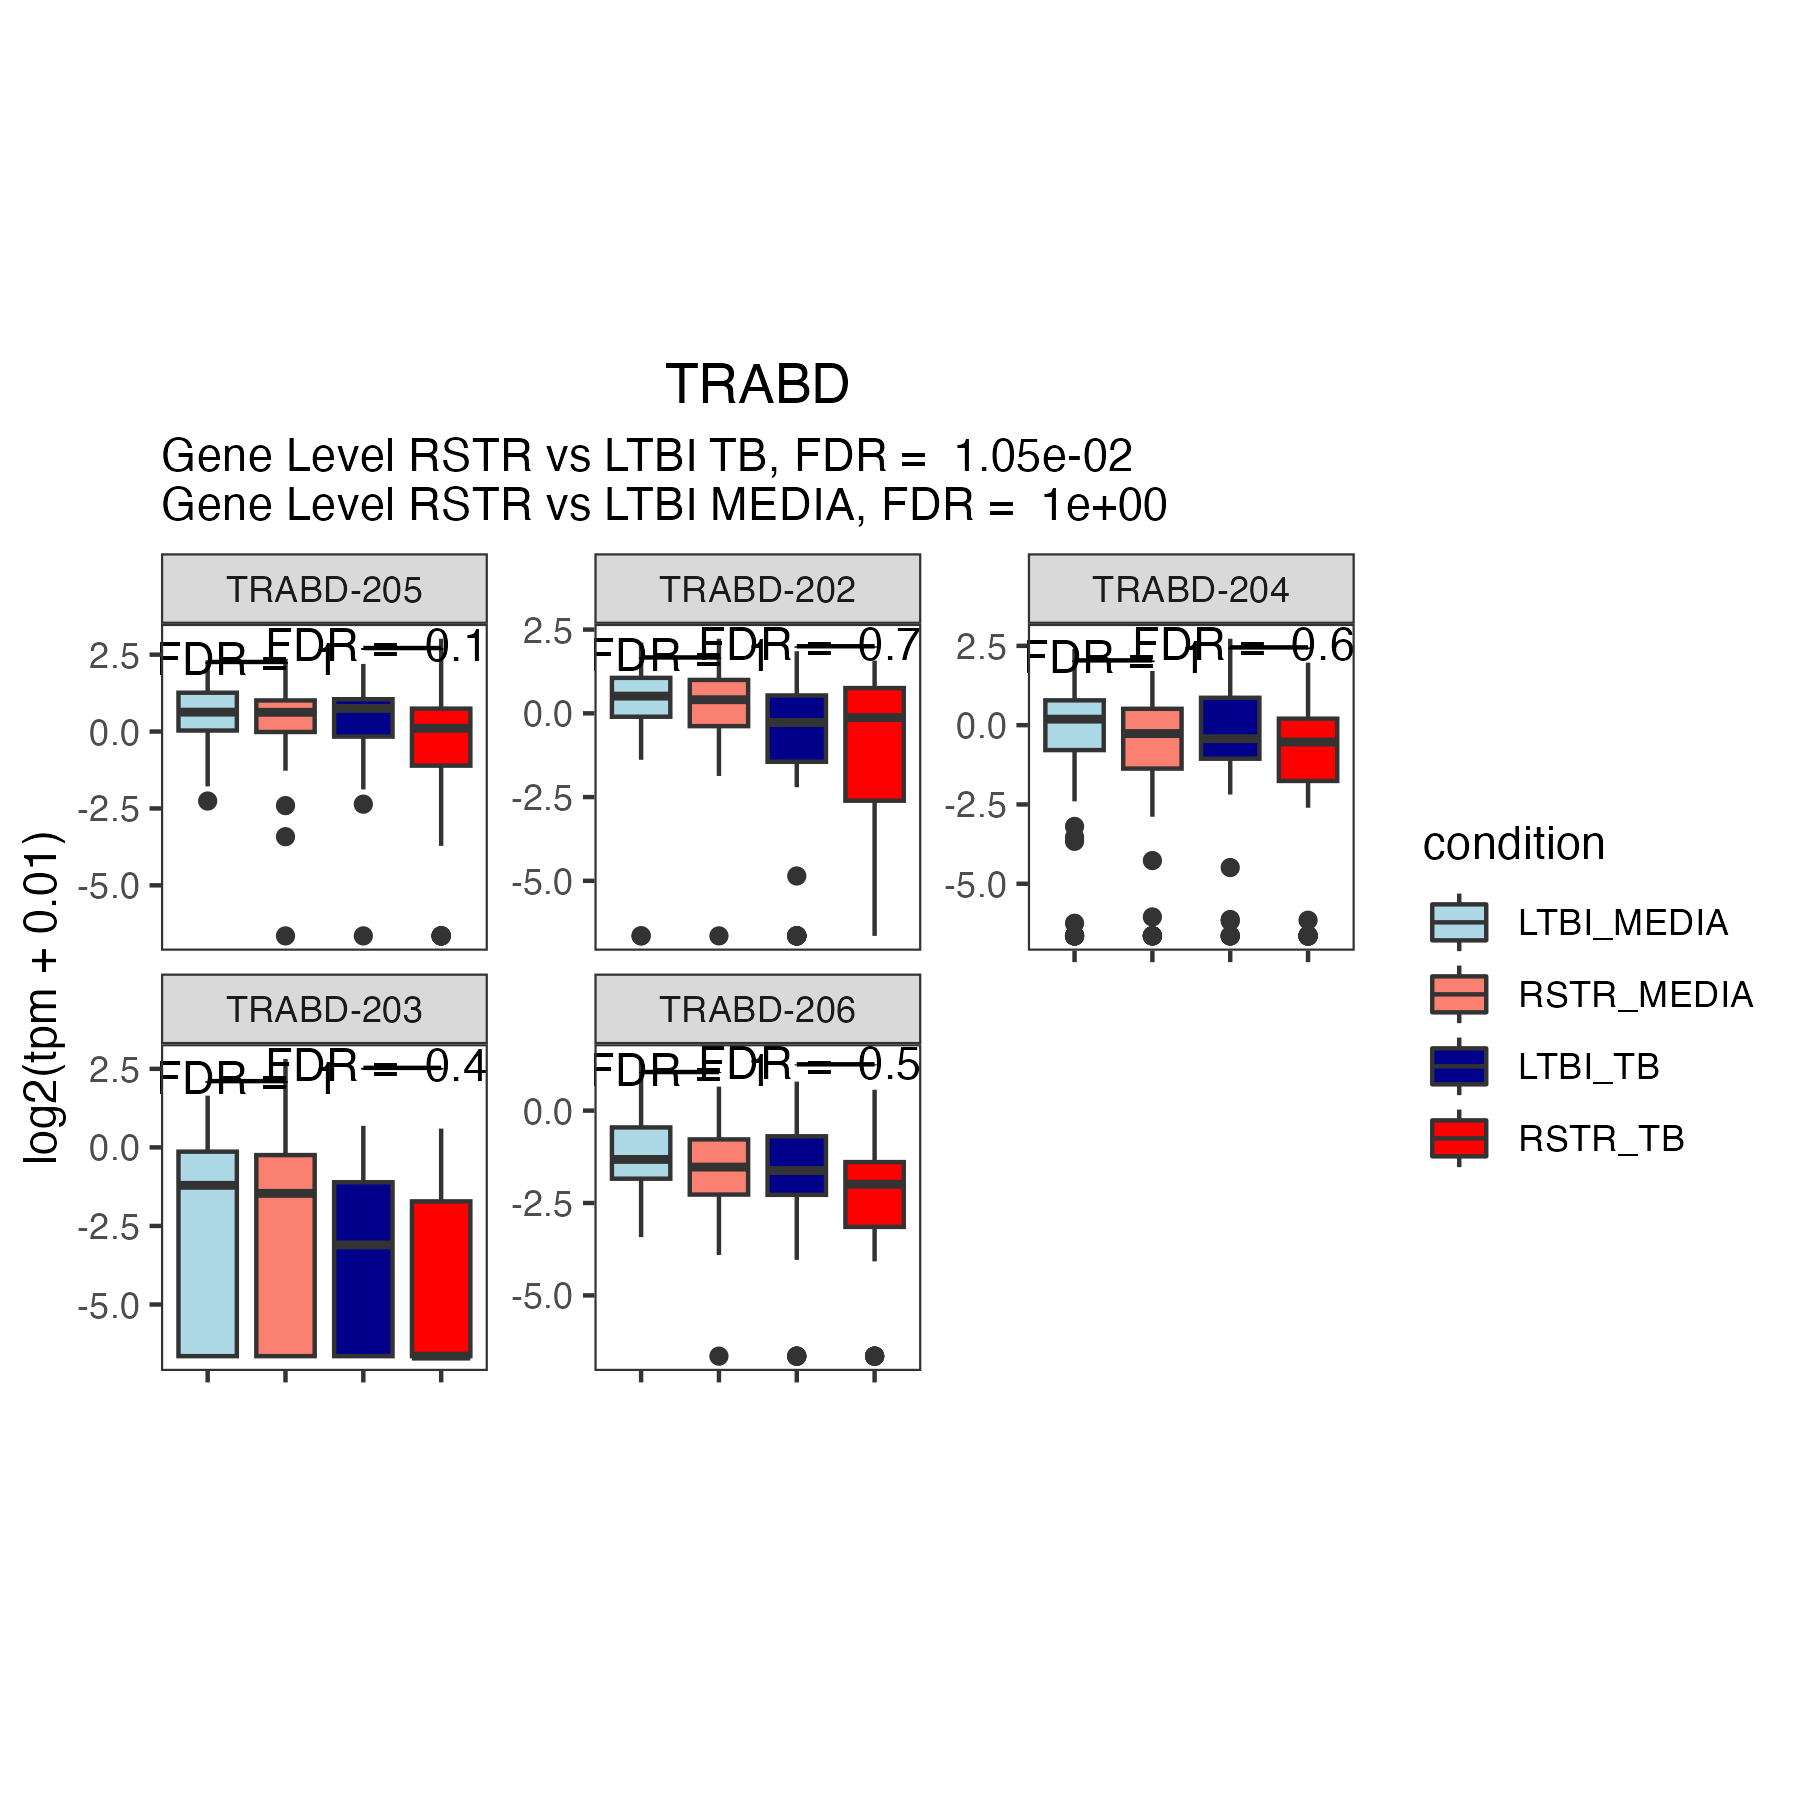 TRABD
Gene Level RSTR vs LTBI TB, FDR = 1.05e-02
Gene Level RSTR vs LTBI MEDIA, FDR = 1e+00
TRABD-205
TRABD-202
TRABD-204
FDR = 1
FDR = 0.1
FDR = 1
FDR = 0.7
FDR = 1
FDR = 0.6
2.5
0.0
-2.5
-5.0
2.5
0.0
-2.5
-5.0
2.5
0.0
-2.5
-5.0
log2(tpm + 0.01)
TRABD-203
TRABD-206
FDR = 1
FDR = 0.4
FDR = 1
FDR = 0.5
2.5
0.0
-2.5
-5.0
0.0
-2.5
-5.0
condition
LTBI_MEDIA
RSTR_MEDIA
LTBI_TB
RSTR_TB